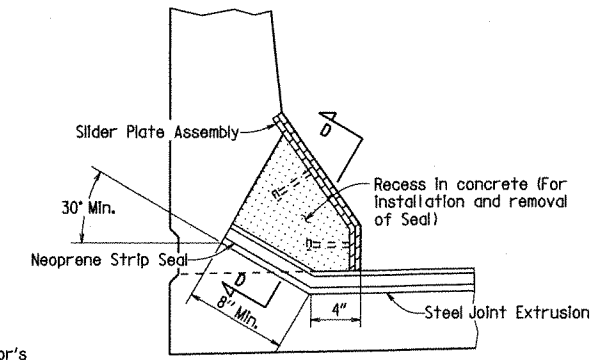 Slider Plate Assembly
D
Recess in concrete (For
installation and removal
of Seal)
30° Min.
Neoprene Strip Seal
D
8" Min.
4"
Steel Joint Extrusion
or's